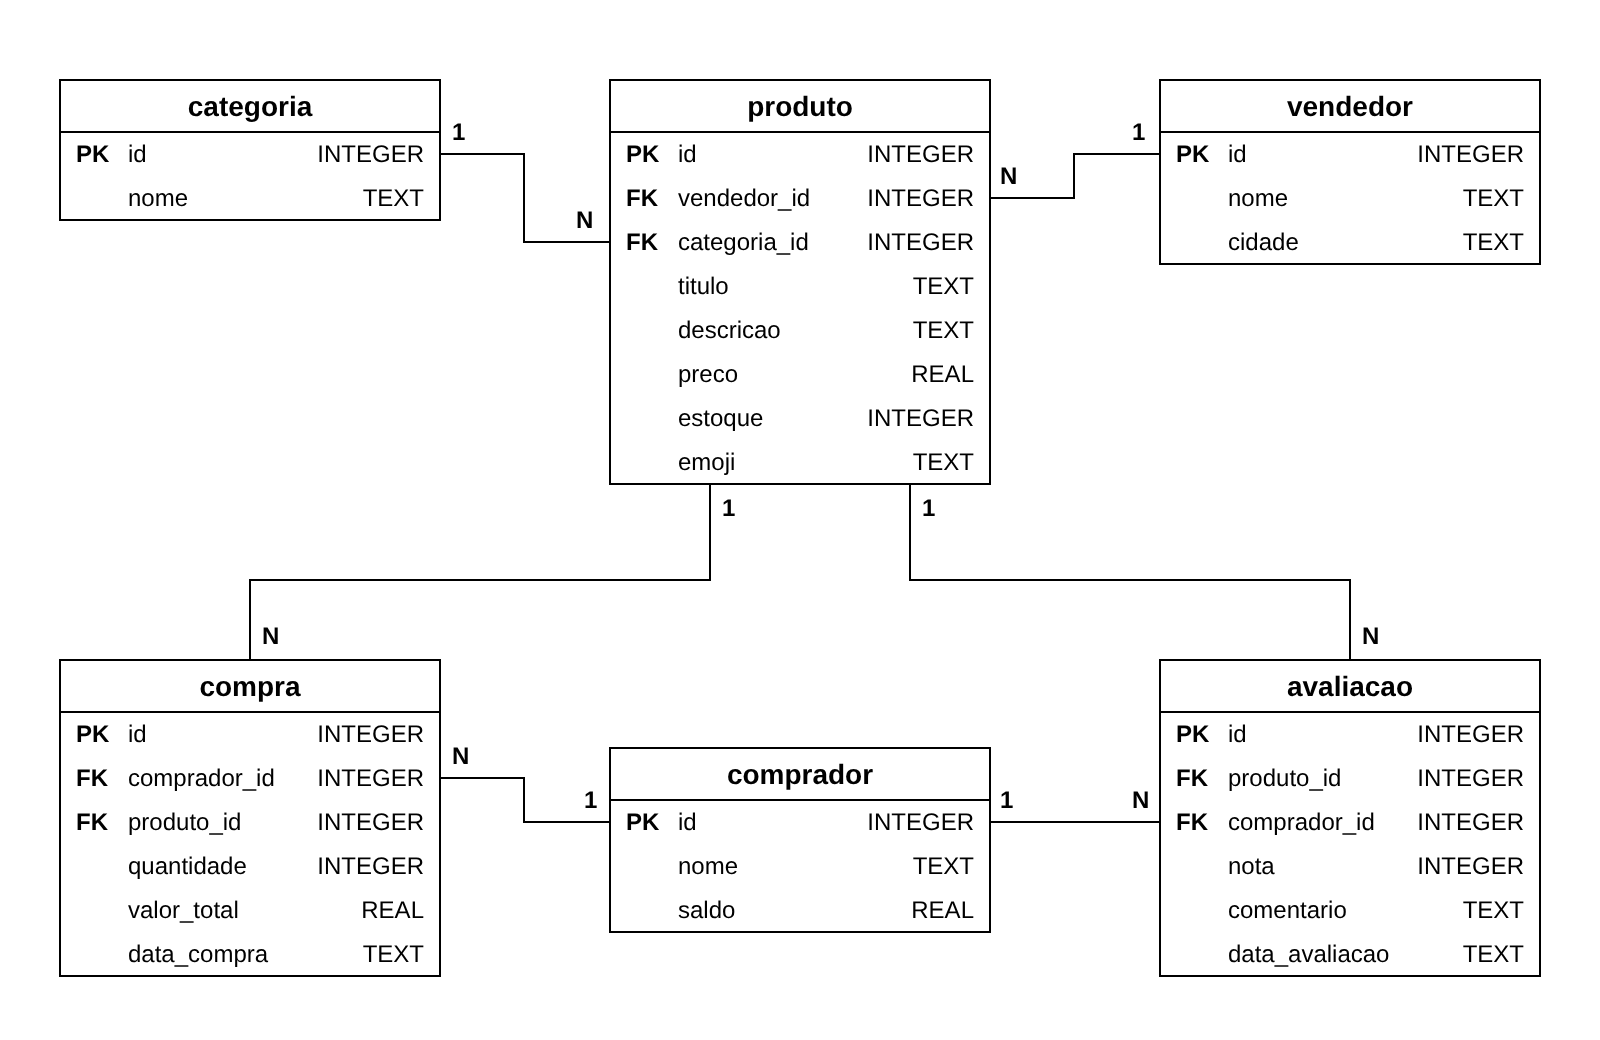 categoria
PK id INTEGER
nome TEXT
1
N
produto
PK id INTEGER
FK vendedor_id INTEGER
FK categoria_id INTEGER
titulo TEXT
descricao TEXT
preco REAL
estoque INTEGER
emoji TEXT
N
1
vendedor
PK id INTEGER
nome TEXT
cidade TEXT
1
1
N
N
compra
PK id INTEGER
FK comprador_id INTEGER
FK produto_id INTEGER
quantidade INTEGER
valor_total REAL
data_compra TEXT
N
1
comprador
PK id INTEGER
nome TEXT
saldo REAL
1
N
avaliacao
PK id INTEGER
FK produto_id INTEGER
FK comprador_id INTEGER
nota INTEGER
comentario TEXT
data_avaliacao TEXT